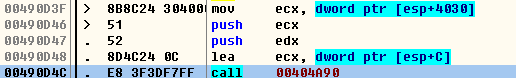 00490D3F > 8B8C24 304000 mov ecx, dword ptr [esp+4030]
00490D46 > 51 push ecx
00490D47 . 52 push edx
00490D48 . 8D4C24 0C lea ecx, dword ptr [esp+C]
00490D4C . E8 3F3DF7FF call 00404A90